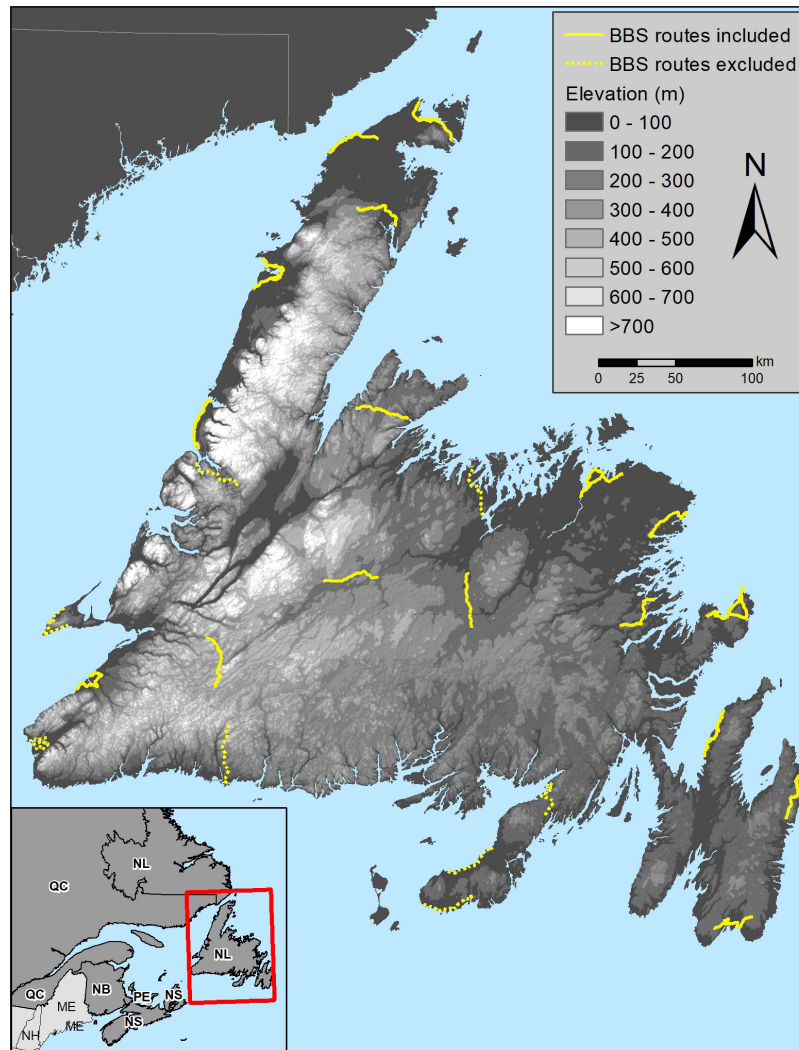 BBS routes included
BBS routes excluded
Elevation (m)
0 - 100
100 - 200
200 - 300
300 - 400
400 - 500
500 - 600
600 - 700
>700
N
km
0 25 50 100
NL
QC
NL
QC
NB
PE
NS
ME
ME
NS
NH